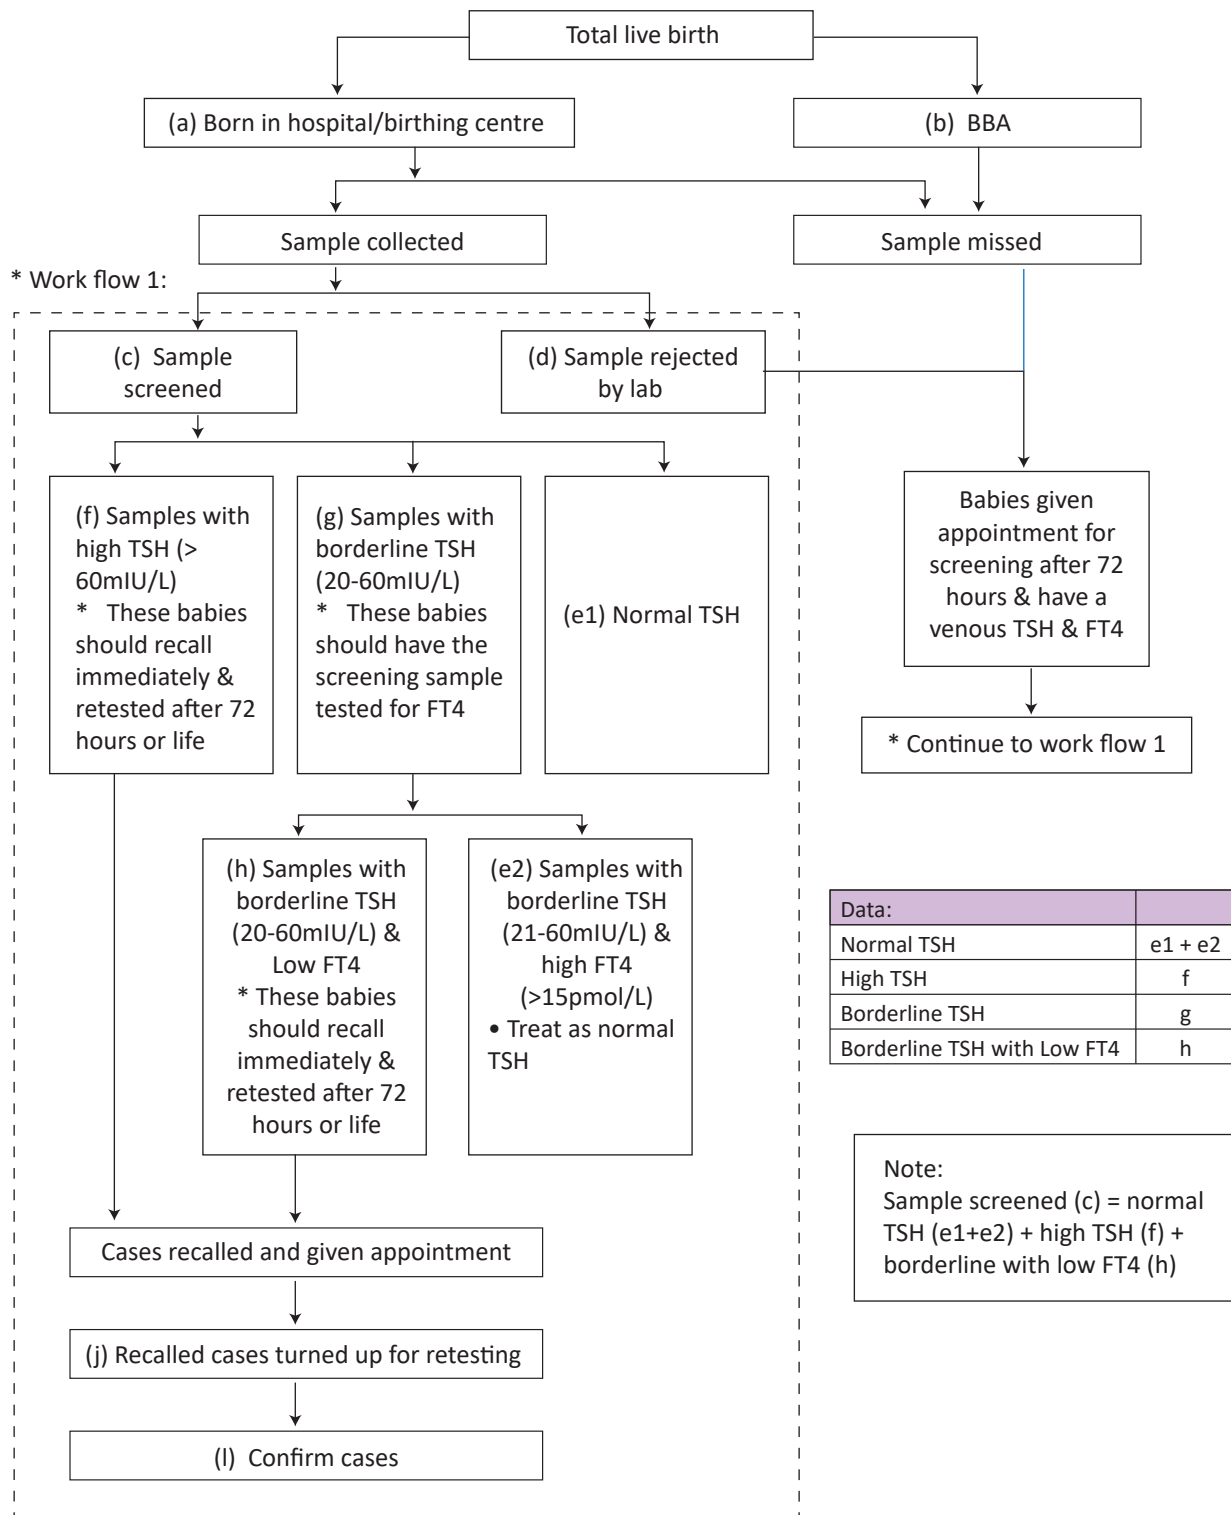 Total live birth
(a) Born in hospital/birthing centre
(b) BBA
Sample collected
Sample missed
* Work flow 1:
(c) Sample
screened
(d) Sample rejected
by lab
(f) Samples with
high TSH (>
60mIU/L)
* These babies
should recall
immediately &
retested after 72
hours or life
(g) Samples with
borderline TSH
(20-60mIU/L)
* These babies
should have the
screening sample
tested for FT4
(e1) Normal TSH
Babies given
appointment for
screening after 72
hours & have a
venous TSH & FT4
* Continue to work flow 1
(h) Samples with
borderline TSH
(20-60mIU/L) &
Low FT4
* These babies
should recall
immediately &
retested after 72
hours or life
(e2) Samples with
borderline TSH
(21-60mIU/L) &
high FT4
(>15pmol/L)
• Treat as normal
TSH
Data:
Normal TSH e1 + e2
High TSH f
Borderline TSH g
Borderline TSH with Low FT4 h
Note:
Sample screened (c) = normal
TSH (e1+e2) + high TSH (f) +
borderline with low FT4 (h)
Cases recalled and given appointment
(j) Recalled cases turned up for retesting
(l) Confirm cases